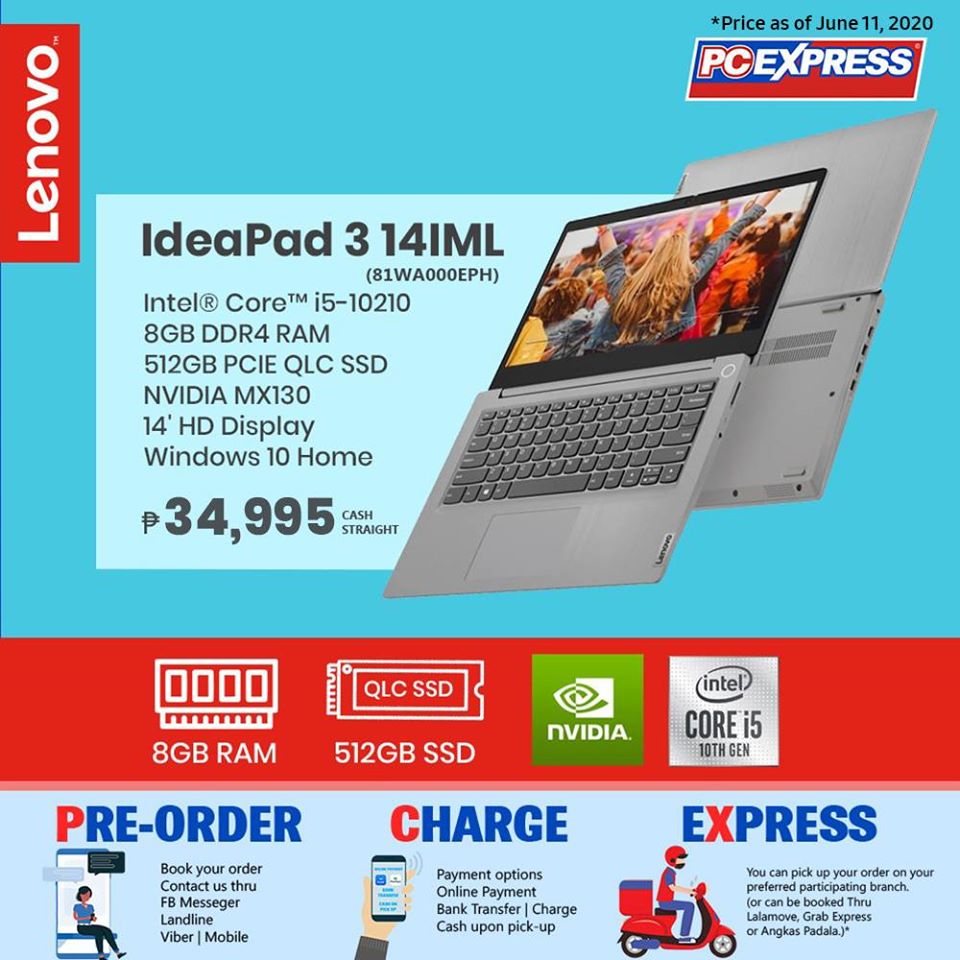 *Price as of June 11, 2020
PCEXPRESS
Lenovo™
IdeaPad 3 14IML
(81WA000EPH)
Intel® Core™ i5-10210
8GB DDR4 RAM
512GB PCIE QLC SSD
NVIDIA MX130
14' HD Display
Windows 10 Home
₱34,995 CASH
STRAIGHT
Lenovo
QLC SSD
8GB RAM
512GB SSD
NVIDIA.
intel
CORE i5
10TH GEN
PRE-ORDER
Book your order
Contact us thru
FB Messeger
Landline
Viber | Mobile
CHARGE
Payment options
Online Payment
Bank Transfer | Charge
Cash upon pick-up
EXPRESS
You can pick up your order on your
preferred participating branch.
(or can be booked Thru
Lalamove, Grab Express
or Angkas Padala.)*